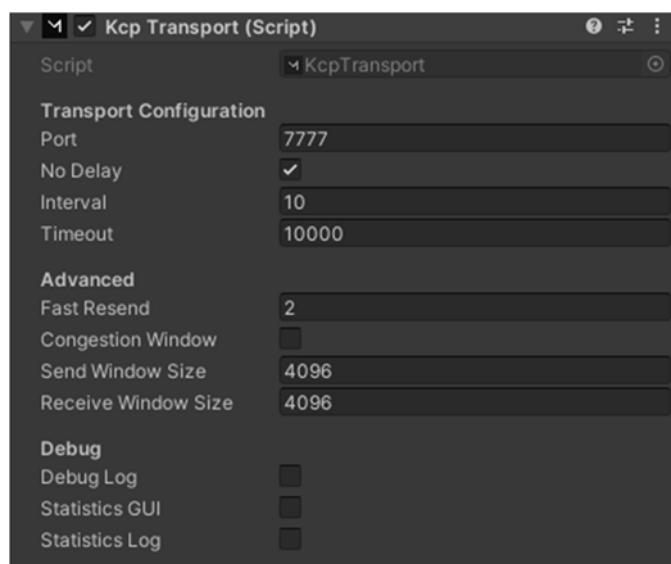 Kcp Transport (Script)
Script KcpTransport
Transport Configuration
Port 7777
No Delay
Interval 10
Timeout 10000
Advanced
Fast Resend 2
Congestion Window
Send Window Size 4096
Receive Window Size 4096
Debug
Debug Log
Statistics GUI
Statistics Log